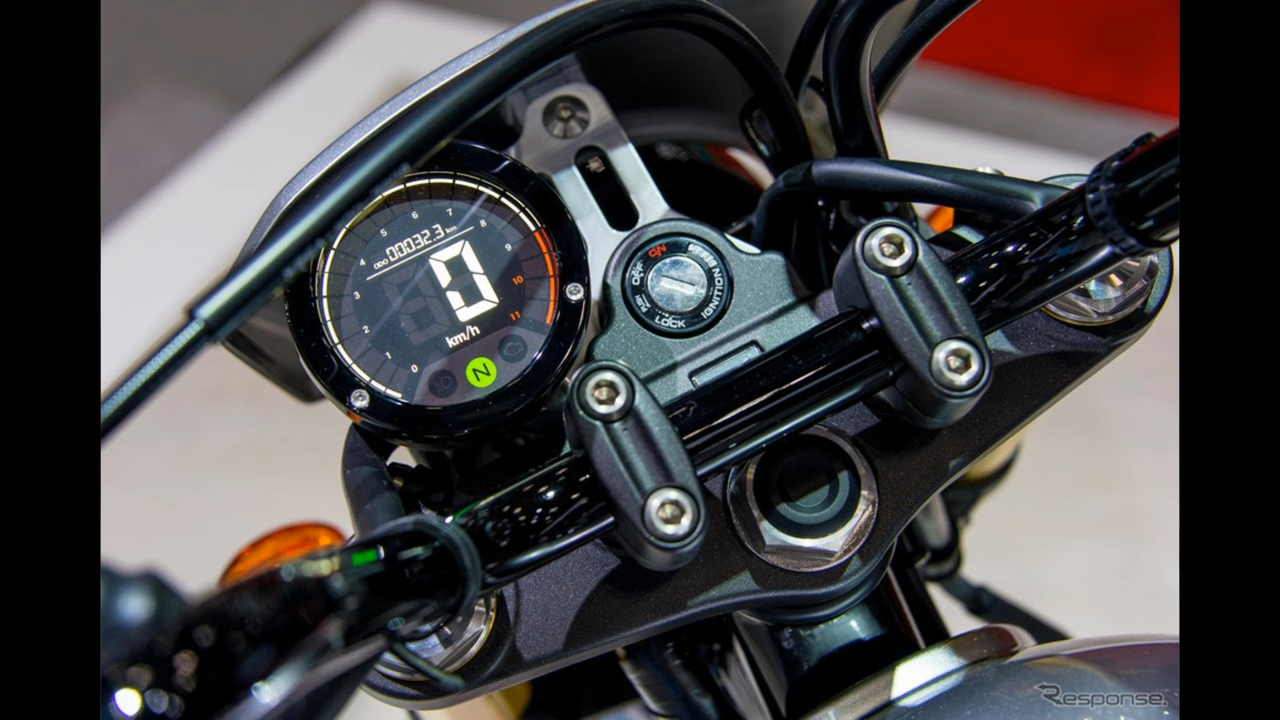 ODO 00032.3 km
0
km/h
0
1
2
3
4
5
6
7
8
9
10
11
N
ON
OFF
PUSH
LOCK
IGNITION
Response.